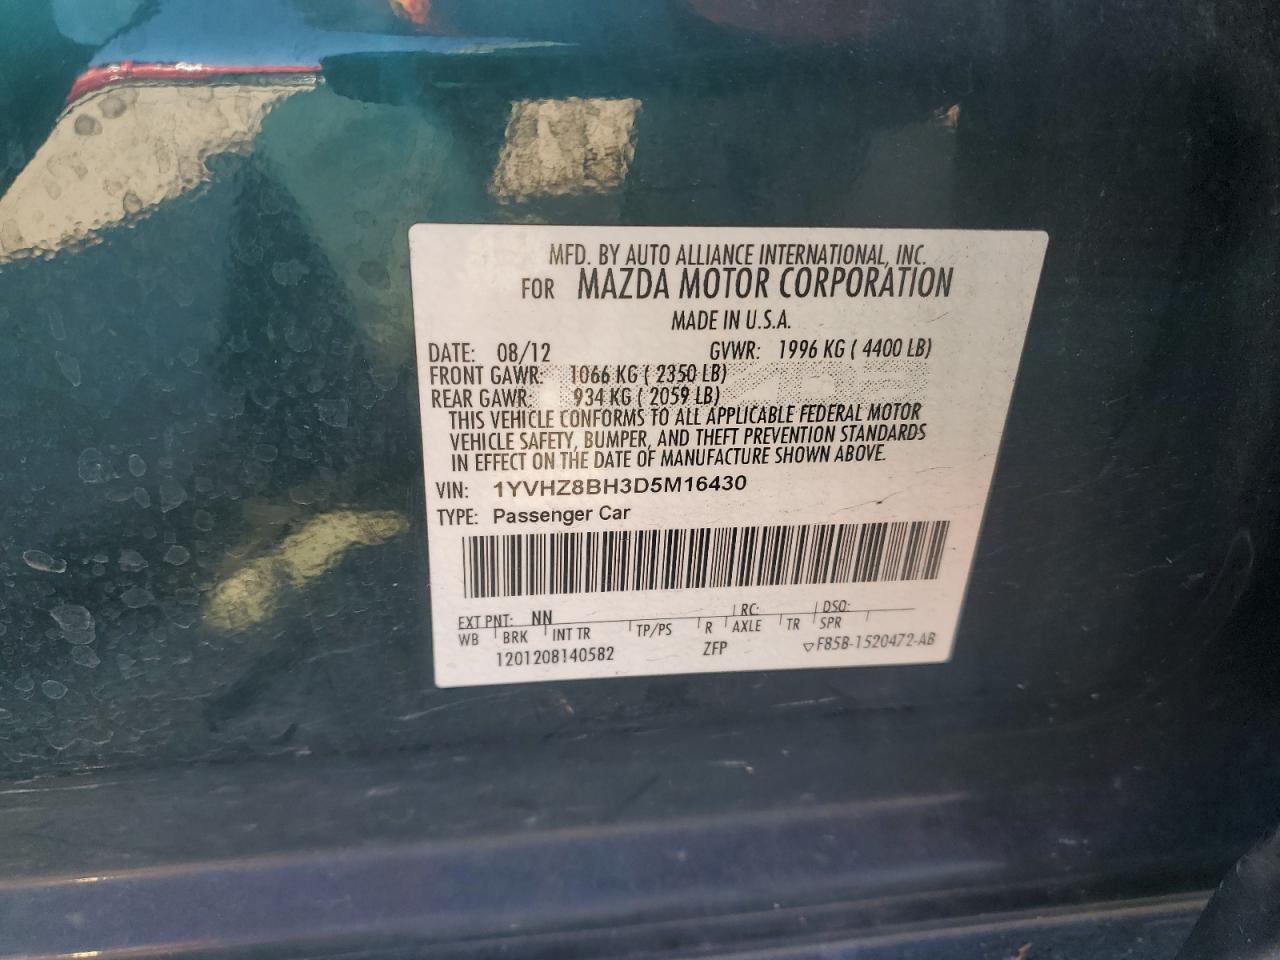 MFD. BY AUTO ALLIANCE INTERNATIONAL, INC.
FOR MAZDA MOTOR CORPORATION
MADE IN U.S.A.
DATE: 08/12 GVWR: 1996 KG ( 4400 LB)
FRONT GAWR: 1066 KG ( 2350 LB)
REAR GAWR: 934 KG ( 2059 LB)
THIS VEHICLE CONFORMS TO ALL APPLICABLE FEDERAL MOTOR
VEHICLE SAFETY, BUMPER, AND THEFT PREVENTION STANDARDS
IN EFFECT ON THE DATE OF MANUFACTURE SHOWN ABOVE.
VIN: 1YVHZ8BH3D5M16430
TYPE: Passenger Car
EXT PNT: NN RC: DSO:
WB BRK INT TR TP/PS R AXLE TR SPR
1201208140582 ZFP ▽F85B-1520472-AB